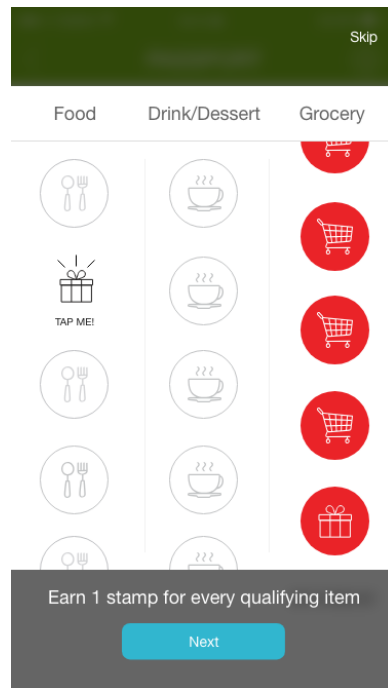 Skip
Food Drink/Dessert Grocery
TAP ME!
Earn 1 stamp for every qualifying item
Next